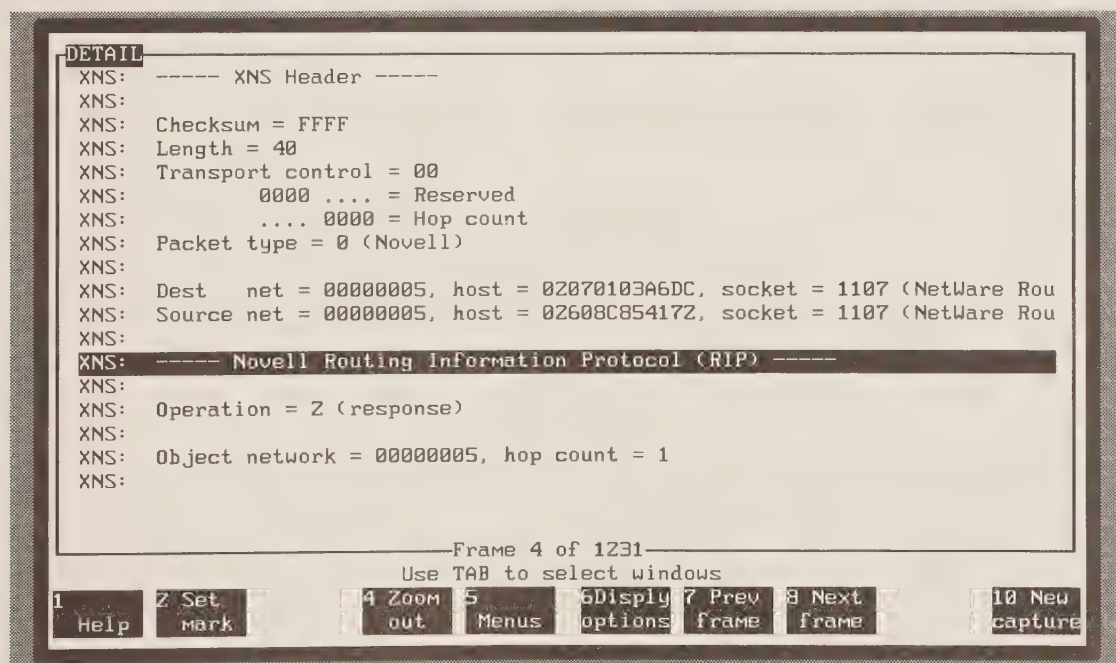 DETAIL
XNS: ----- XNS Header -----
XNS:
XNS: Checksum = FFFF
XNS: Length = 40
XNS: Transport control = 00
XNS: 0000 .... = Reserved
XNS: .... 0000 = Hop count
XNS: Packet type = 0 (Novell)
XNS:
XNS: Dest net = 00000005, host = 02070103A6DC, socket = 1107 (NetWare Rou
XNS: Source net = 00000005, host = 02608C854172, socket = 1107 (NetWare Rou
XNS:
XNS: ----- Novell Routing Information Protocol (RIP) -----
XNS:
XNS: Operation = 2 (response)
XNS:
XNS: Object network = 00000005, hop count = 1
XNS:
Frame 4 of 1231
Use TAB to select windows
1 2 Set 4 Zoom 5 6Disply 7 Prev 8 Next 10 New
Help mark out Menus options frame frame capture